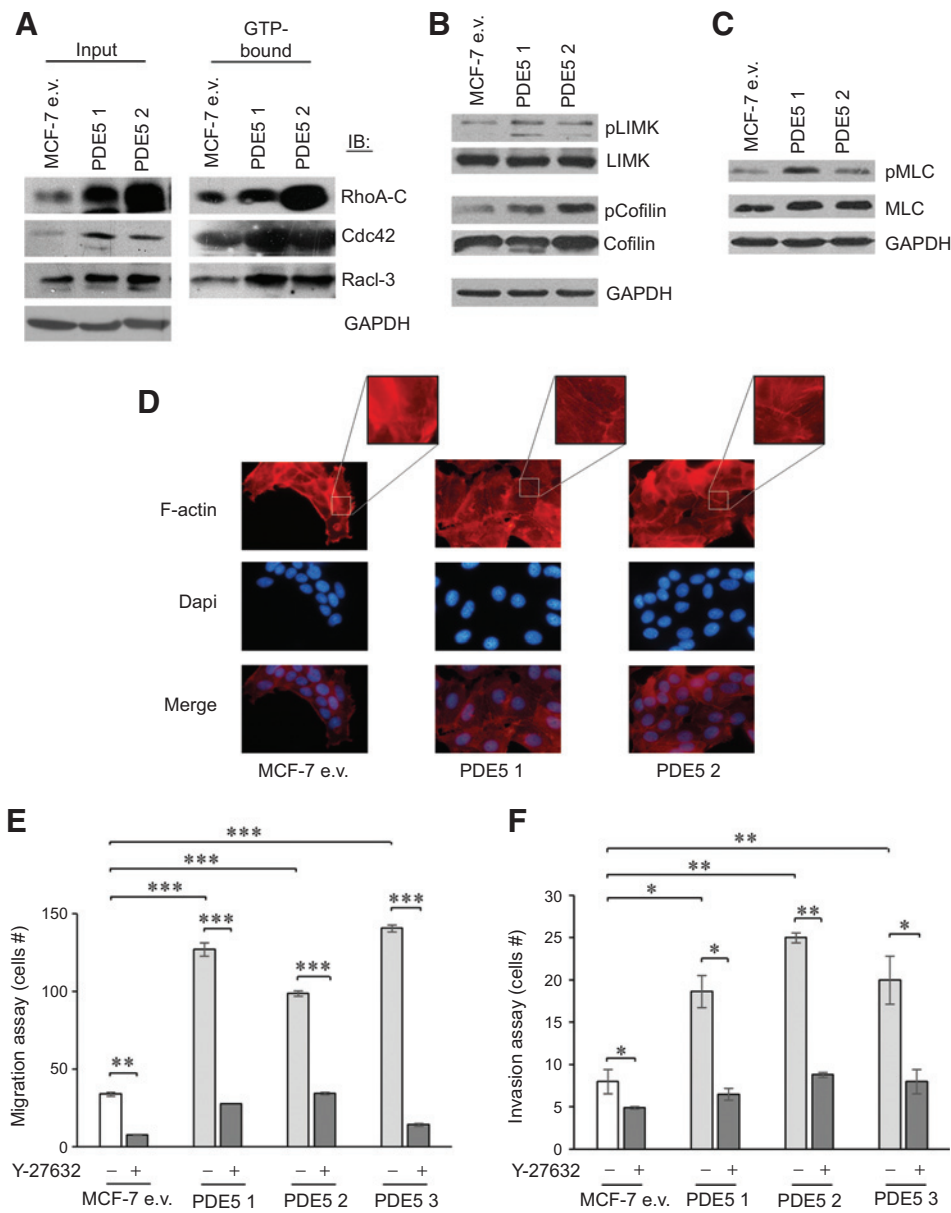 A
Input
GTP-
bound
MCF-7 e.v.
PDE5 1
PDE5 2
MCF-7 e.v.
PDE5 1
PDE5 2
IB:
RhoA-C
Cdc42
Racl-3
GAPDH
B
MCF-7 e.v.
PDE5 1
PDE5 2
pLIMK
LIMK
pCofilin
Cofilin
GAPDH
C
MCF-7 e.v.
PDE5 1
PDE5 2
pMLC
MLC
GAPDH
D
F-actin
Dapi
Merge
MCF-7 e.v. PDE5 1 PDE5 2
E
Migration assay (cells #)
150
100
50
0
***
***
***
**
***
***
***
Y-27632 – + – + – + – +
MCF-7 e.v. PDE5 1 PDE5 2 PDE5 3
F
Invasion assay (cells #)
30
25
20
15
10
5
0
**
**
*
*
*
**
*
Y-27632 – + – + – + – +
MCF-7 e.v. PDE5 1 PDE5 2 PDE5 3